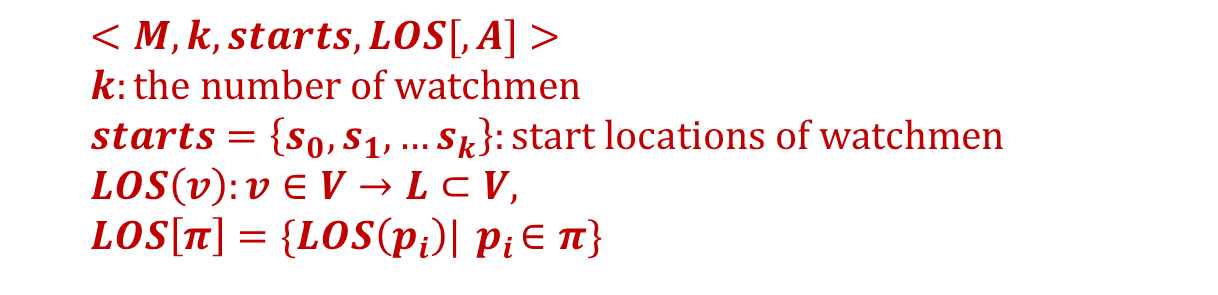 < M, k, starts, LOS[, A] >
k: the number of watchmen
starts = {s₀, s₁, … sₖ}: start locations of watchmen
LOS(v): v ∈ V → L ⊂ V,
LOS[π] = {LOS(pᵢ)| pᵢ ∈ π}